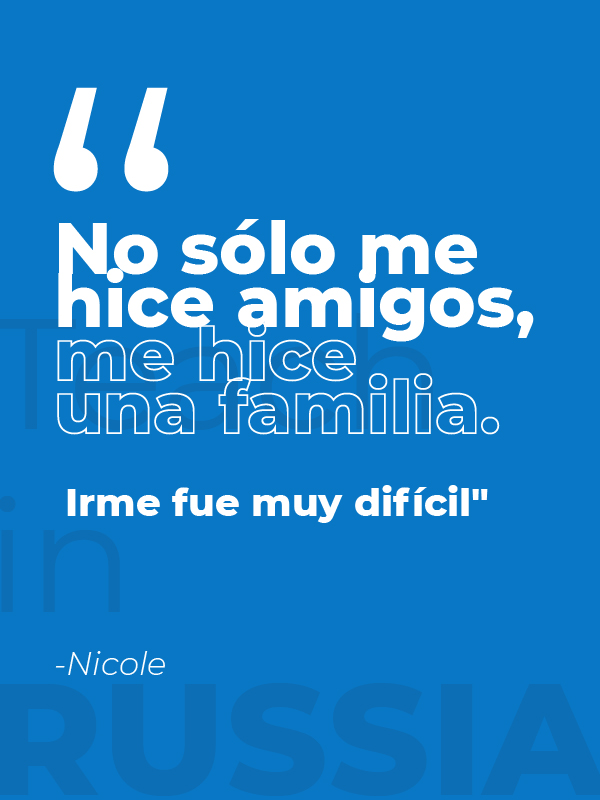 “
No sólo me
hice amigos,
me hice
una familia.
Irme fue muy difícil"
-Nicole
Teach
in
RUSSIA